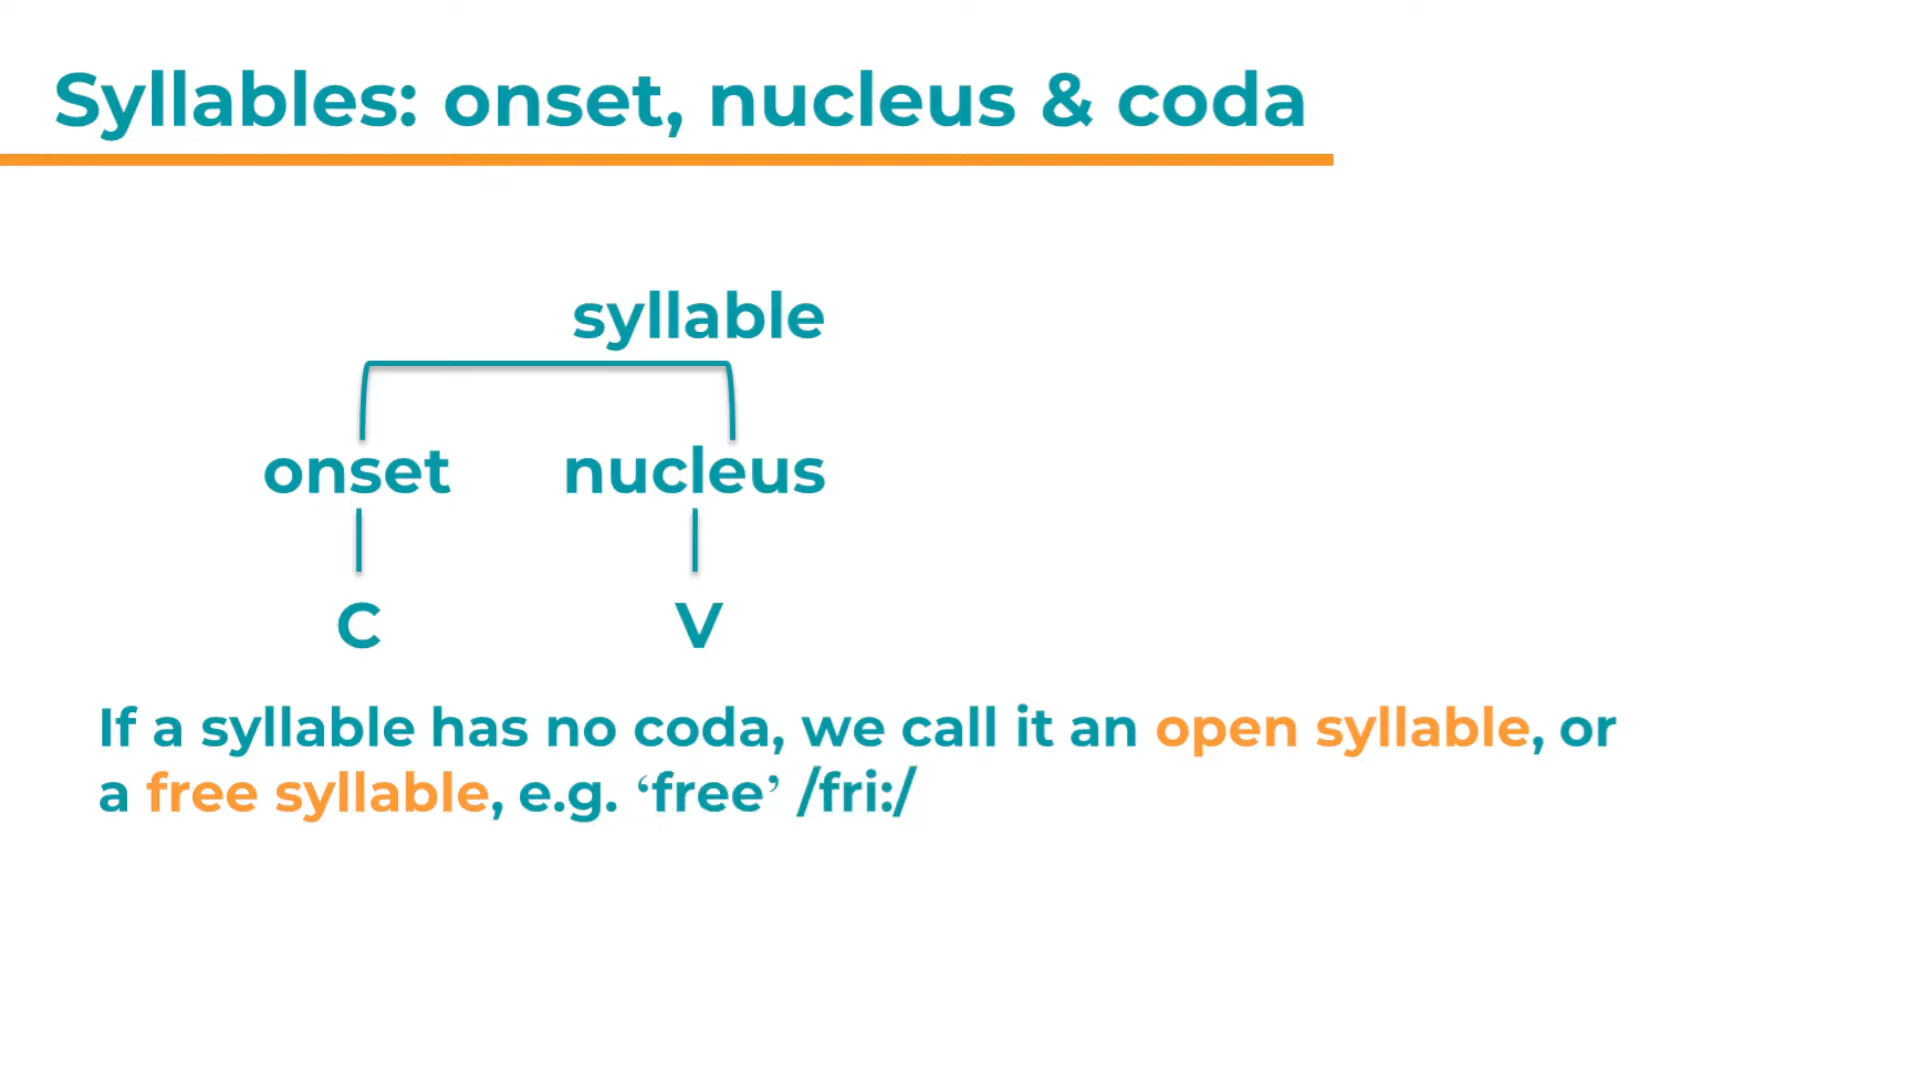 Syllables: onset, nucleus & coda
syllable
onset nucleus
C V
If a syllable has no coda, we call it an open syllable, or
a free syllable, e.g. ‘free’ /fri:/